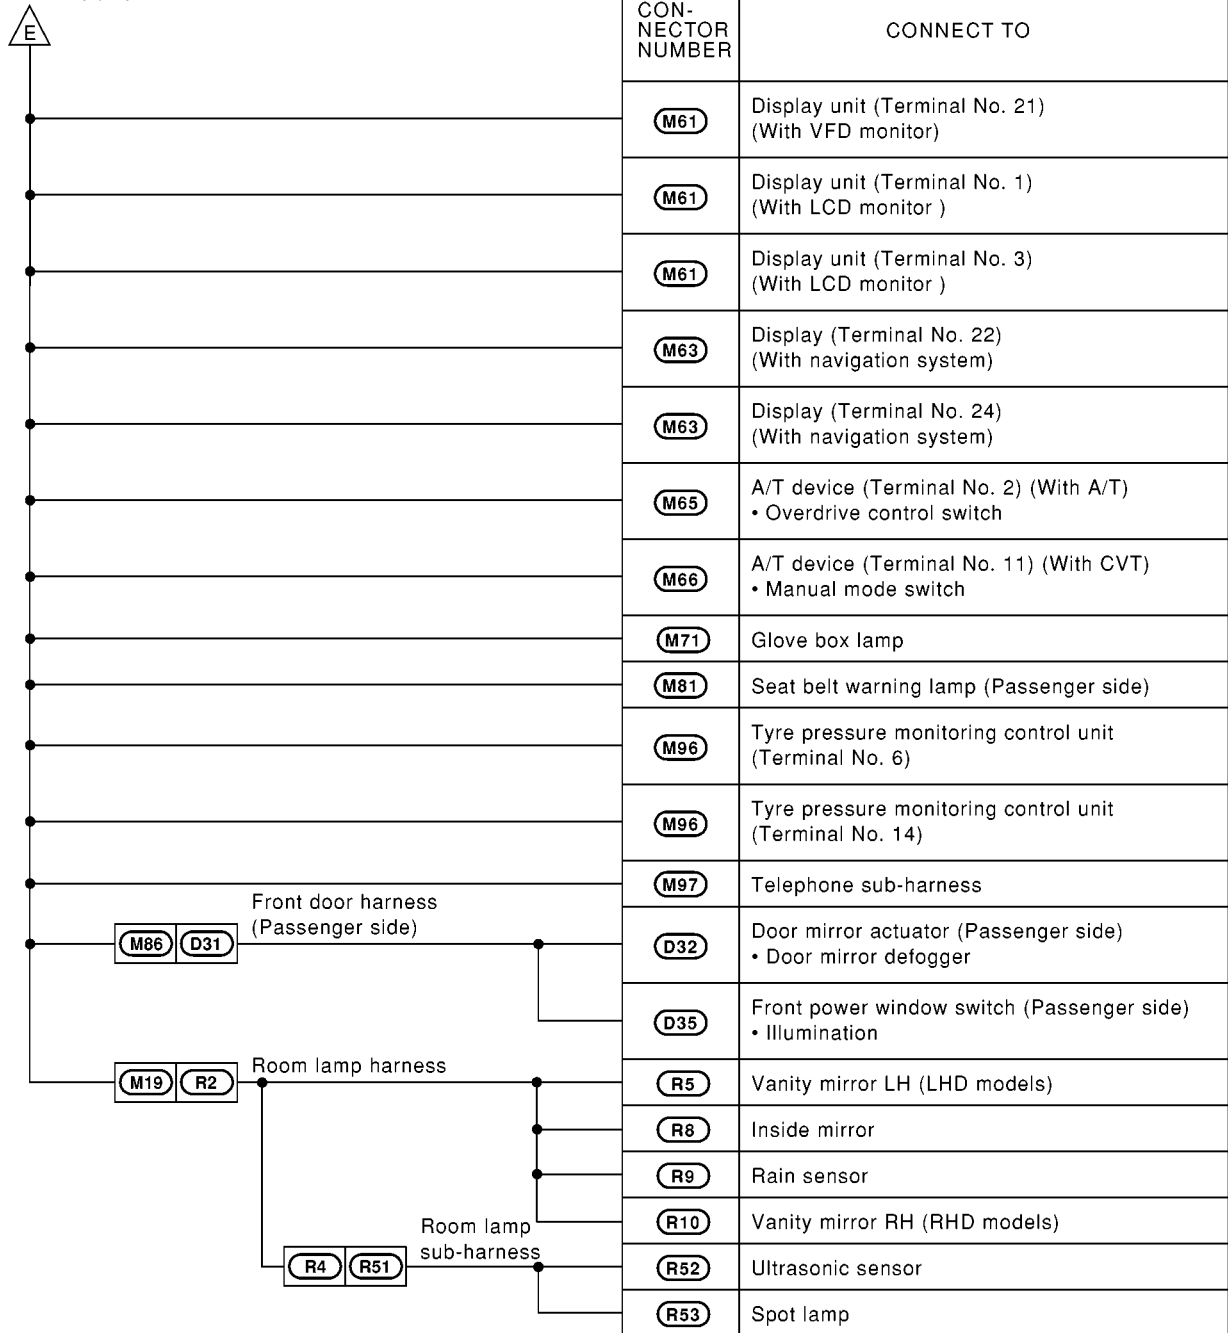 E
CON-
NECTOR
NUMBER
CONNECT TO
M61
Display unit (Terminal No. 21)
(With VFD monitor)
M61
Display unit (Terminal No. 1)
(With LCD monitor )
M61
Display unit (Terminal No. 3)
(With LCD monitor )
M63
Display (Terminal No. 22)
(With navigation system)
M63
Display (Terminal No. 24)
(With navigation system)
M65
A/T device (Terminal No. 2) (With A/T)
• Overdrive control switch
M66
A/T device (Terminal No. 11) (With CVT)
• Manual mode switch
M71
Glove box lamp
M81
Seat belt warning lamp (Passenger side)
M96
Tyre pressure monitoring control unit
(Terminal No. 6)
M96
Tyre pressure monitoring control unit
(Terminal No. 14)
M97
Telephone sub-harness
Front door harness
(Passenger side)
M86 D31
D32
Door mirror actuator (Passenger side)
• Door mirror defogger
D35
Front power window switch (Passenger side)
• Illumination
Room lamp harness
M19 R2
R5
Vanity mirror LH (LHD models)
R8
Inside mirror
R9
Rain sensor
R10
Vanity mirror RH (RHD models)
Room lamp
sub-harness
R4 R51
R52
Ultrasonic sensor
R53
Spot lamp